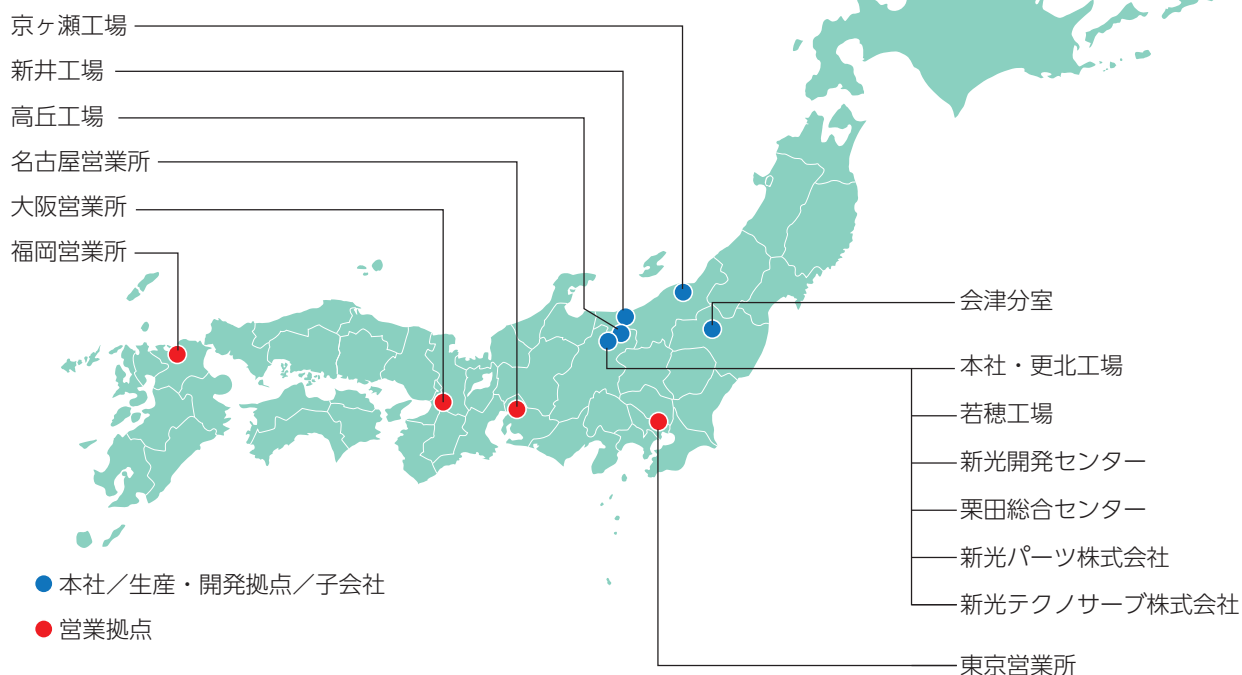 京ヶ瀬工場
新井工場
高丘工場
名古屋営業所
大阪営業所
福岡営業所
会津分室
本社・更北工場
若穂工場
新光開発センター
栗田総合センター
新光パーツ株式会社
新光テクノサーブ株式会社
東京営業所
本社／生産・開発拠点／子会社
営業拠点